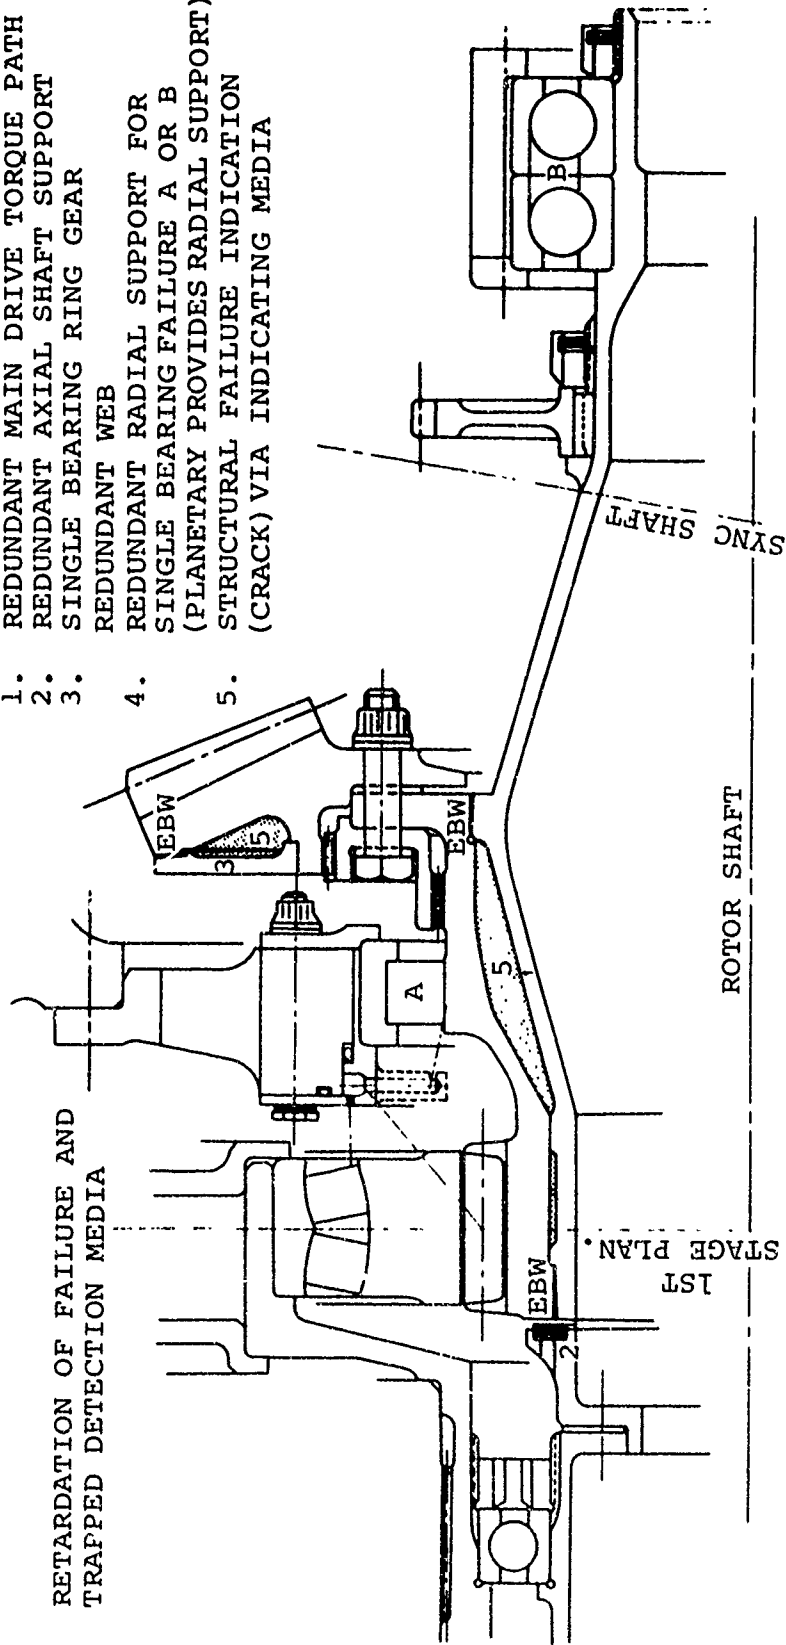 1. REDUNDANT MAIN DRIVE TORQUE PATH
2. REDUNDANT AXIAL SHAFT SUPPORT
3. SINGLE BEARING RING GEAR
REDUNDANT WEB
4. REDUNDANT RADIAL SUPPORT FOR
SINGLE BEARING FAILURE A OR B
(PLANETARY PROVIDES RADIAL SUPPORT)
5. STRUCTURAL FAILURE INDICATION
(CRACK) VIA INDICATING MEDIA
RETARDATION OF FAILURE AND
TRAPPED DETECTION MEDIA
EBW
3
5
EBW
A
5
B
SYNC SHAFT
EBW
2
1ST
STAGE PLAN.
ROTOR SHAFT